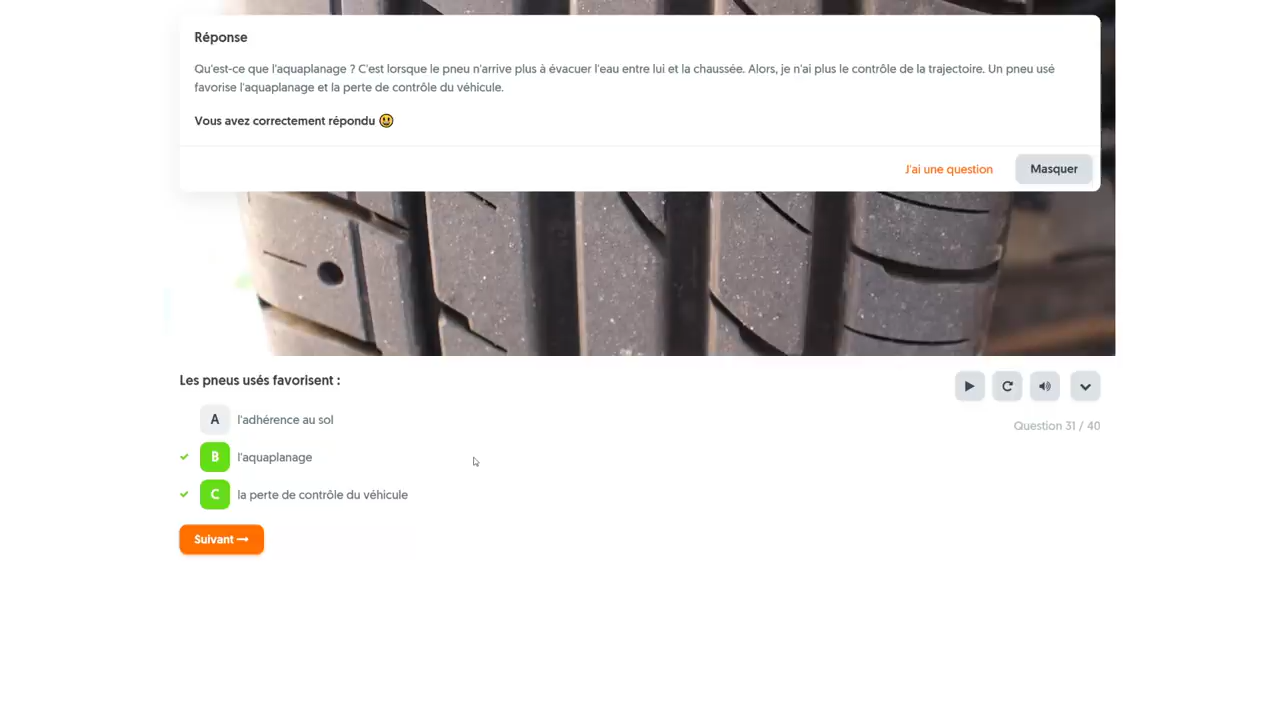 Réponse
Qu'est-ce que l'aquaplanage ? C'est lorsque le pneu n'arrive plus à évacuer l'eau entre lui et la chaussée. Alors, je n'ai plus le contrôle de la trajectoire. Un pneu usé
favorise l'aquaplanage et la perte de contrôle du véhicule.
Vous avez correctement répondu 😃
J'ai une question
Masquer
Les pneus usés favorisent :
A l'adhérence au sol
Question 31 / 40
B l'aquaplanage
C la perte de contrôle du véhicule
Suivant →